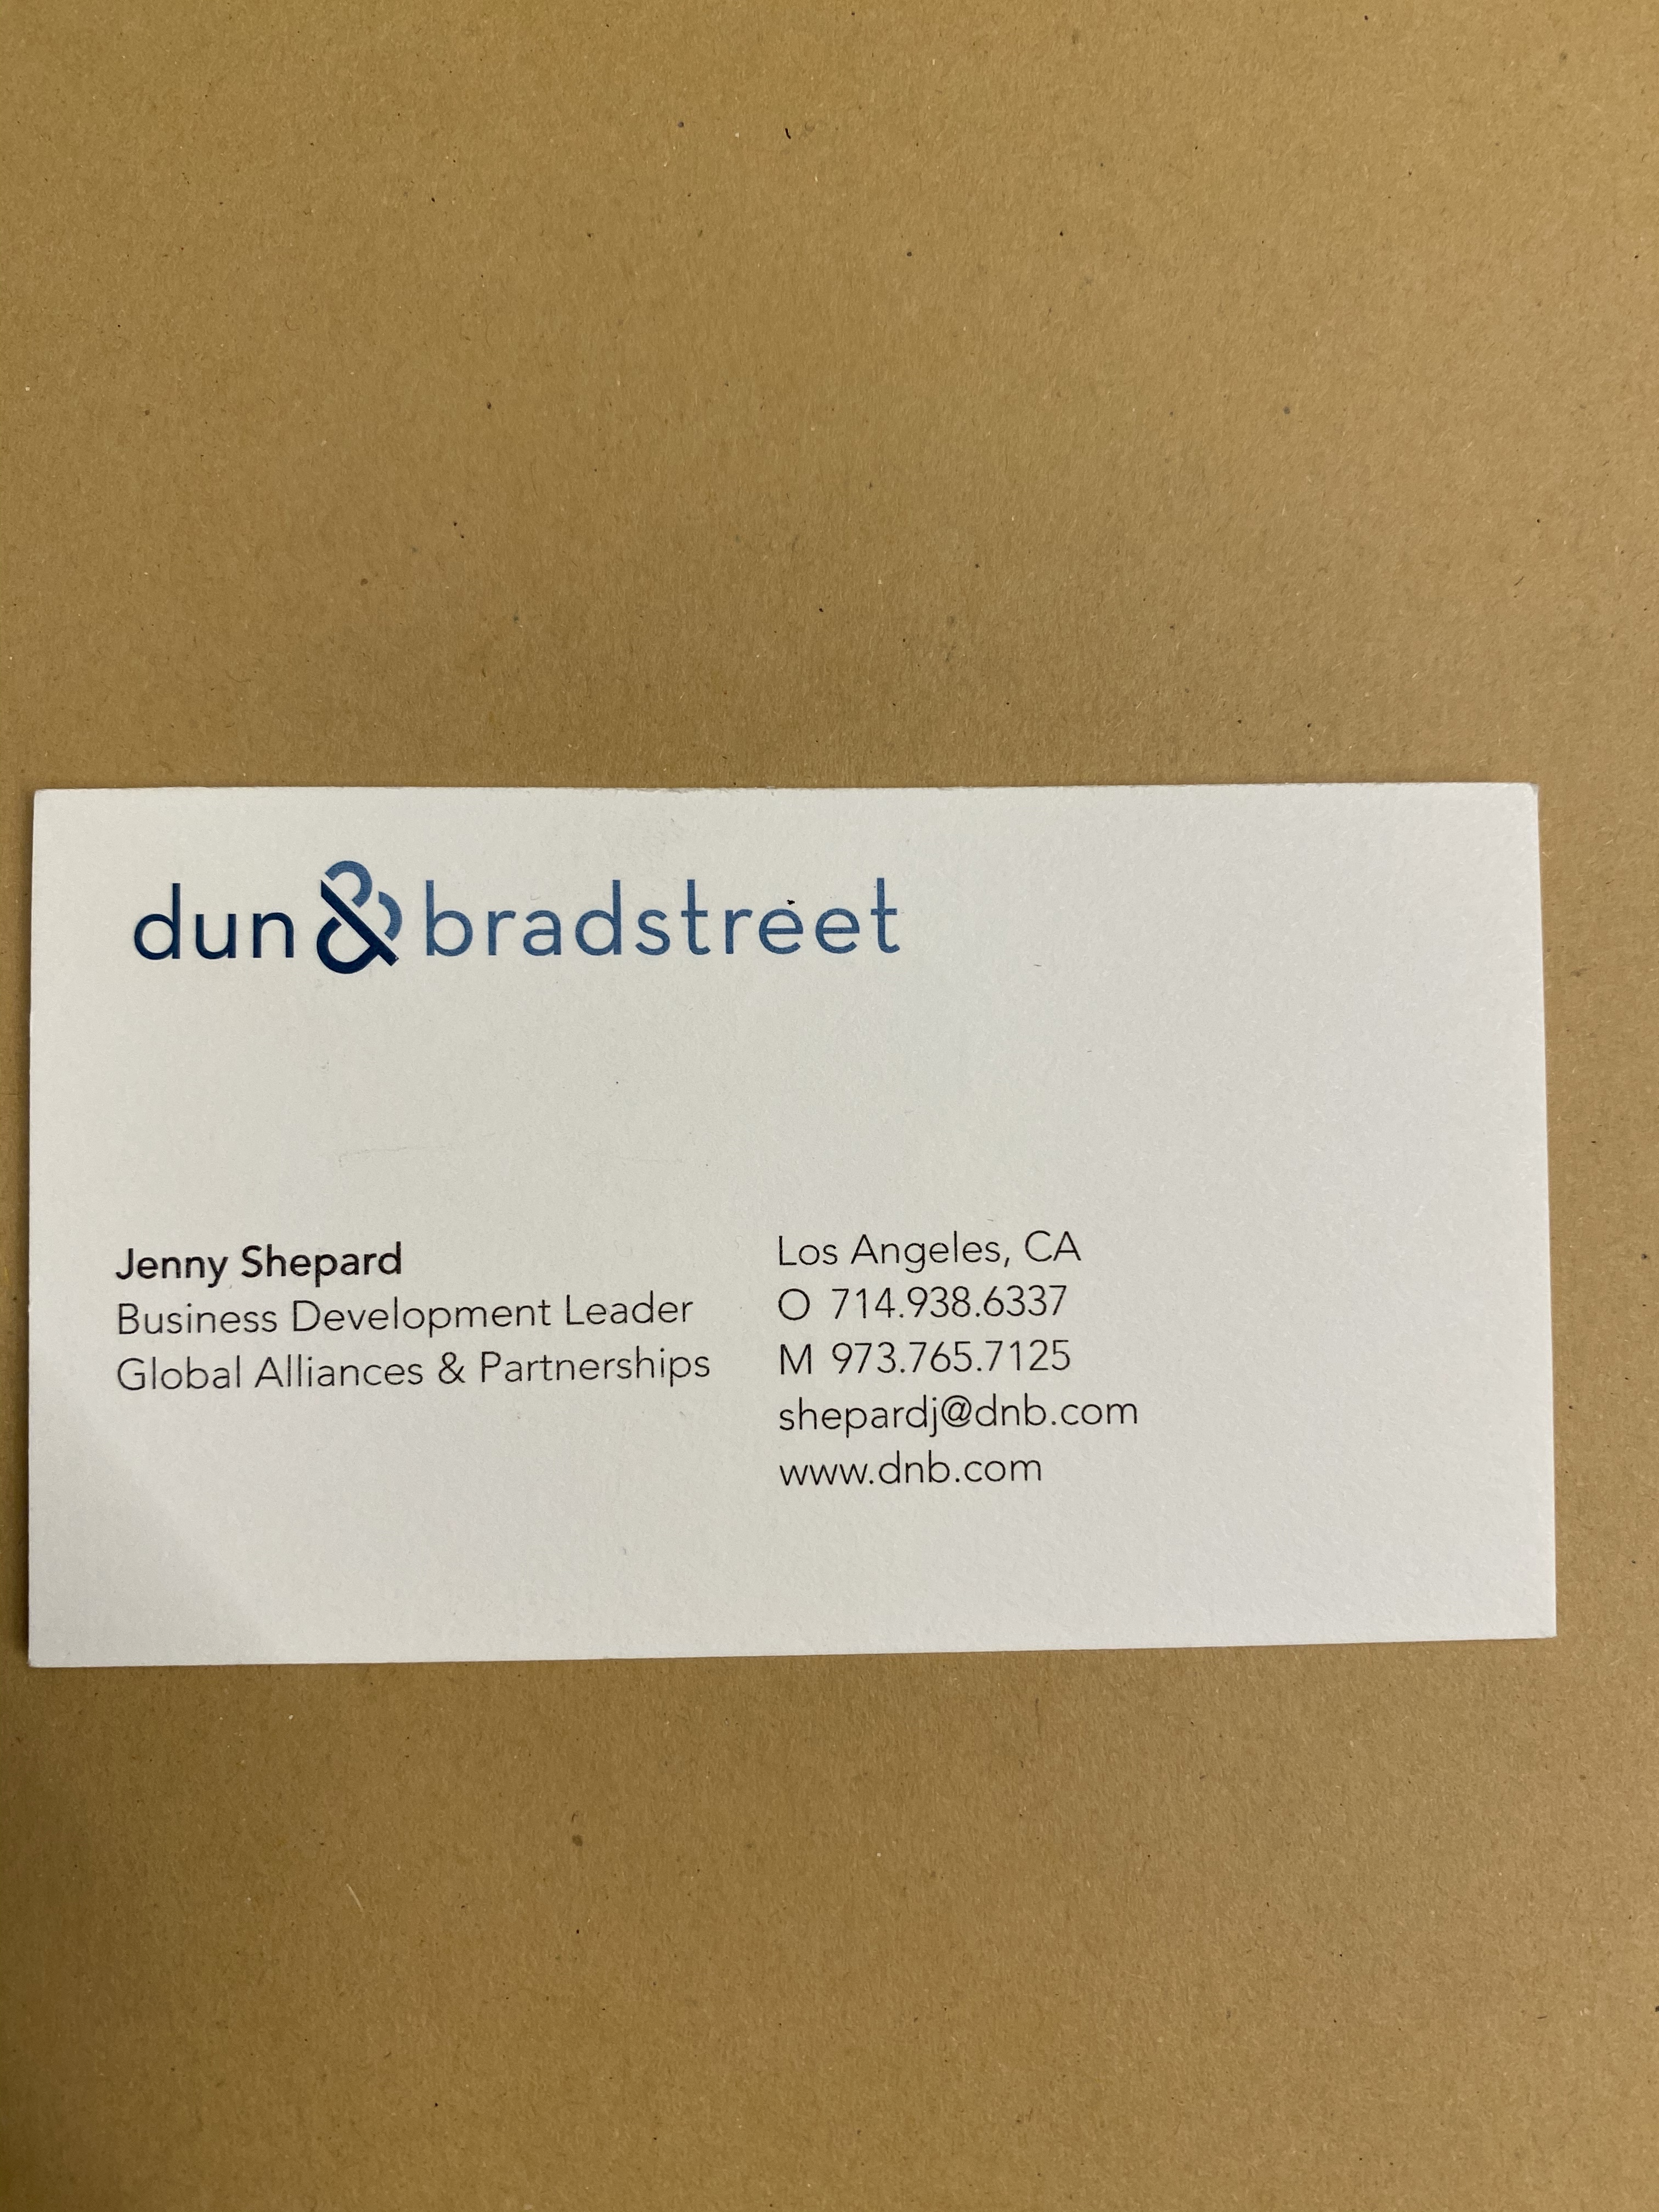 dun & bradstreet
Jenny Shepard
Business Development Leader
Global Alliances & Partnerships
Los Angeles, CA
O 714.938.6337
M 973.765.7125
shepardj@dnb.com
www.dnb.com